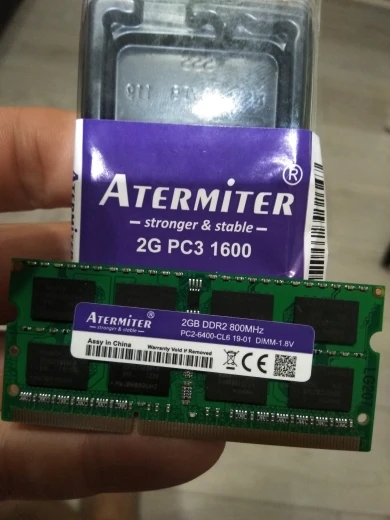 ATERMITER®
stronger & stable
2G PC3 1600
ATERMITER®
stronger & stable
2GB DDR2 800MHz
PC2-6400-CL6 19-01 DIMM-1.8V
Assy in China
Warranty Void If Removed
CE